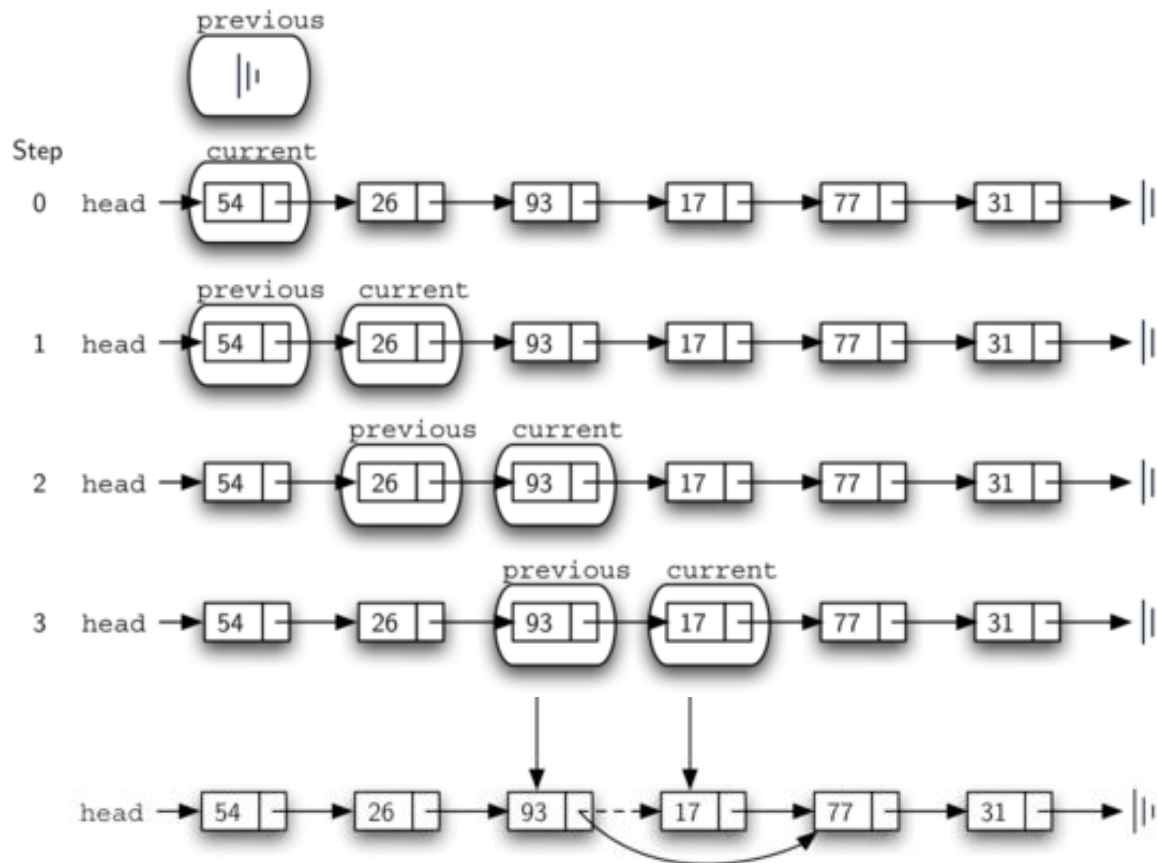 previous
Step current
0 head 54 26 93 17 77 31
previous current
1 head 54 26 93 17 77 31
previous current
2 head 54 26 93 17 77 31
previous current
3 head 54 26 93 17 77 31
head 54 26 93 17 77 31